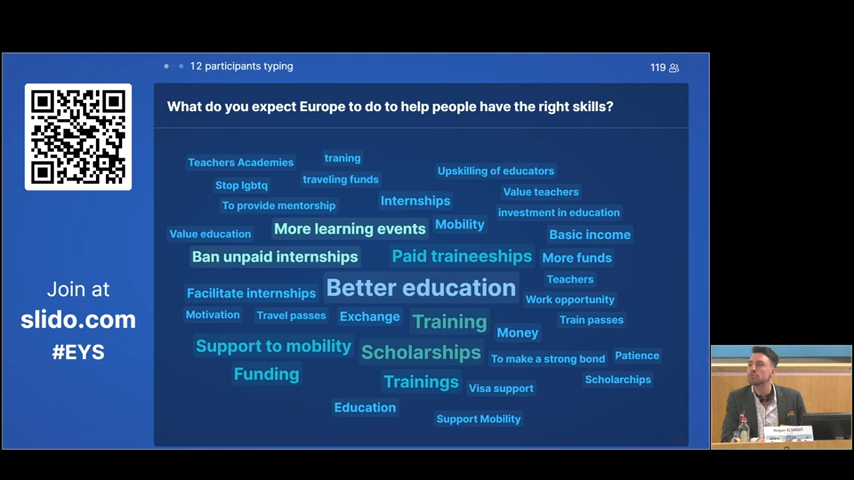 12 participants typing
119
What do you expect Europe to do to help people have the right skills?
Teachers Academies
traning
Upskilling of educators
Stop lgbtq
traveling funds
Value teachers
To provide mentorship
Internships
investment in education
Value education
More learning events
Mobility
Basic income
Ban unpaid internships
Paid traineeships
More funds
Teachers
Facilitate internships
Better education
Work opportunity
Motivation
Travel passes
Exchange
Training
Train passes
Money
Support to mobility
Scholarships
To make a strong bond
Patience
Funding
Trainings
Visa support
Scholarchips
Education
Support Mobility
Join at
slido.com
#EYS